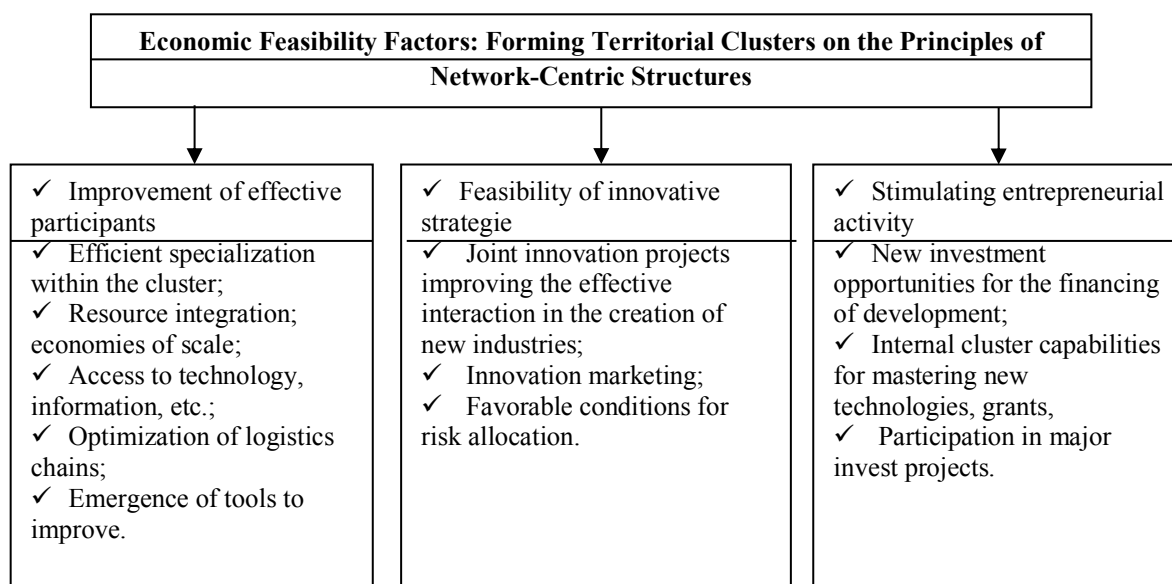 Economic Feasibility Factors: Forming Territorial Clusters on the Principles of
Network-Centric Structures
✓ Improvement of effective
participants
✓ Efficient specialization
within the cluster;
✓ Resource integration;
economies of scale;
✓ Access to technology,
information, etc.;
✓ Optimization of logistics
chains;
✓ Emergence of tools to
improve.
✓ Feasibility of innovative
strategie
✓ Joint innovation projects
improving the effective
interaction in the creation of
new industries;
✓ Innovation marketing;
✓ Favorable conditions for
risk allocation.
✓ Stimulating entrepreneurial
activity
✓ New investment
opportunities for the financing
of development;
✓ Internal cluster capabilities
for mastering new
technologies, grants,
✓ Participation in major
invest projects.